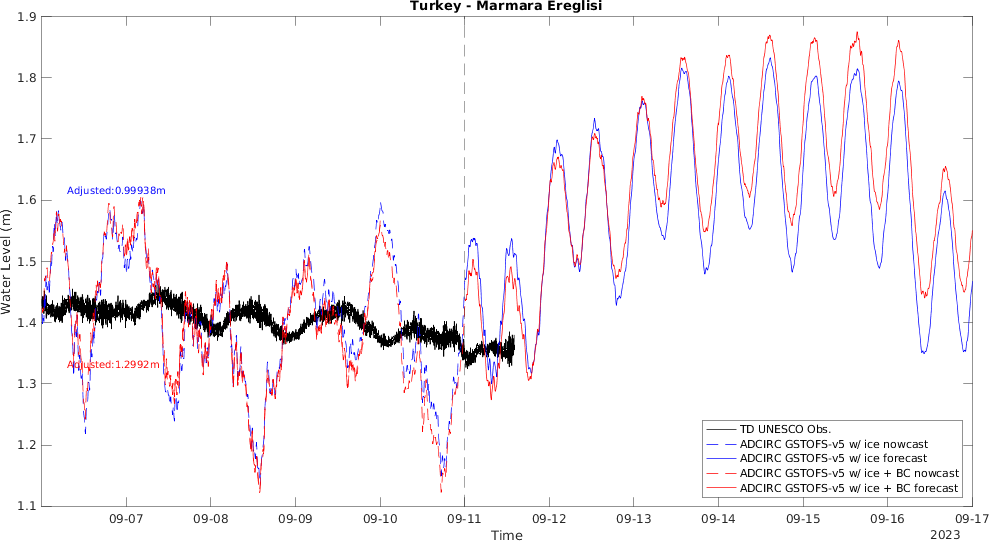 Turkey - Marmara Ereglisi
1.9
1.8
1.7
1.6
1.5
1.4
1.3
1.2
1.1
Water Level (m)
Adjusted:0.99938m
Adjusted:1.2992m
TD UNESCO Obs.
ADCIRC GSTOFS-v5 w/ ice nowcast
ADCIRC GSTOFS-v5 w/ ice forecast
ADCIRC GSTOFS-v5 w/ ice + BC nowcast
ADCIRC GSTOFS-v5 w/ ice + BC forecast
09-07 09-08 09-09 09-10 09-11 09-12 09-13 09-14 09-15 09-16 09-17
Time
2023